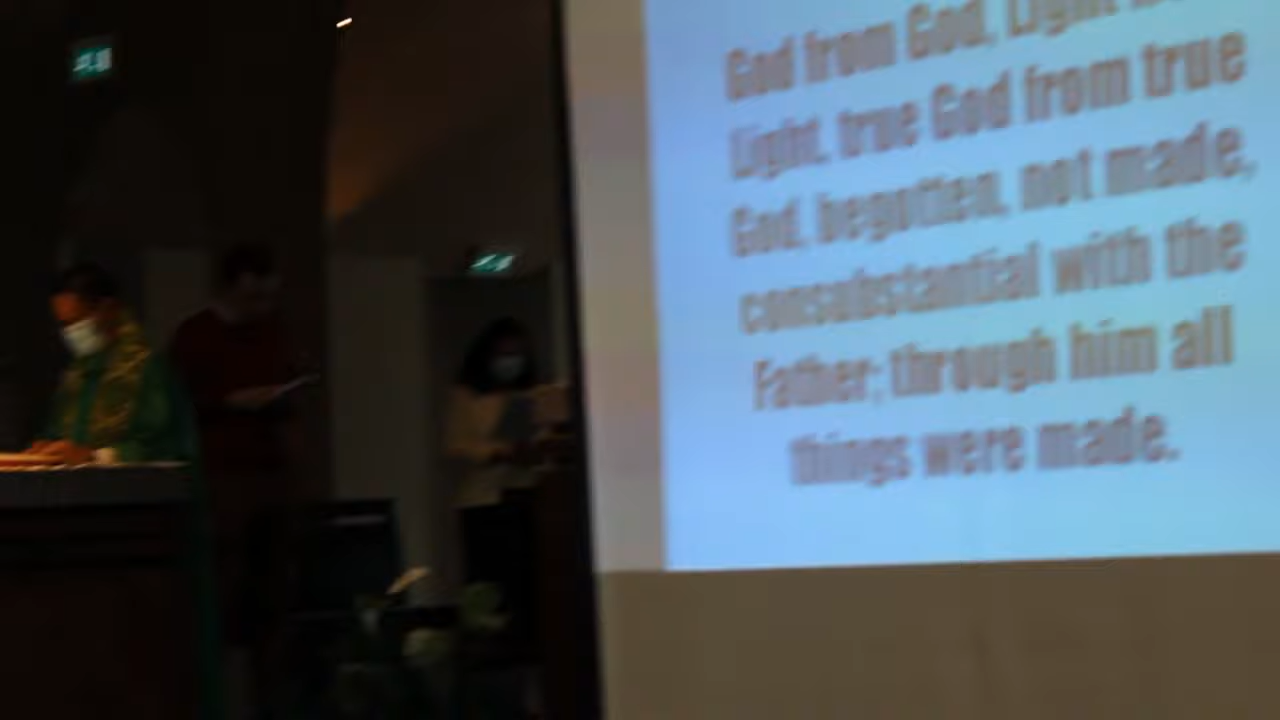 God from God, Light
Light, true God from true
God, begotten, not made,
consubstantial with the
Father; through him all
things were made.